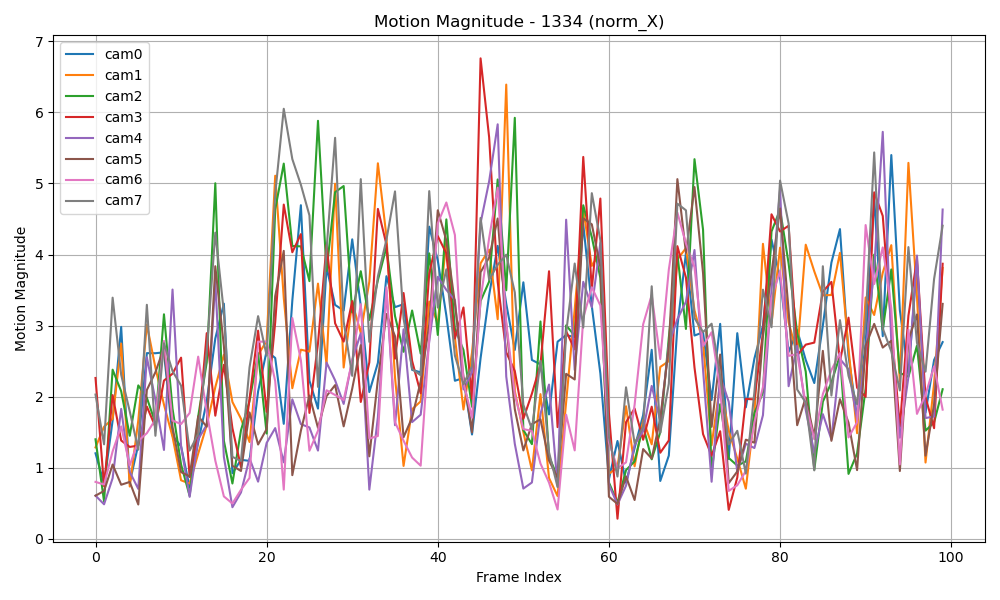 Motion Magnitude - 1334 (norm_X)
Motion Magnitude
7
6
5
4
3
2
1
0
cam0
cam1
cam2
cam3
cam4
cam5
cam6
cam7
0 20 40 60 80 100
Frame Index